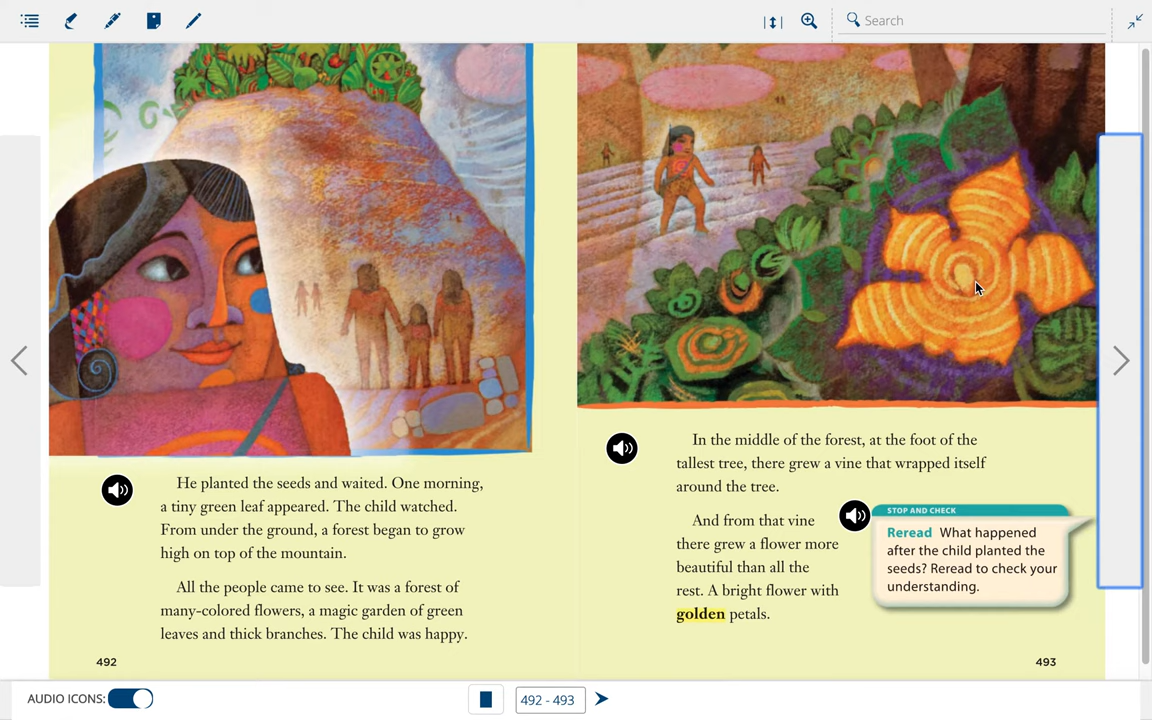 Search
He planted the seeds and waited. One morning,
a tiny green leaf appeared. The child watched.
From under the ground, a forest began to grow
high on top of the mountain.
All the people came to see. It was a forest of
many-colored flowers, a magic garden of green
leaves and thick branches. The child was happy.
492
In the middle of the forest, at the foot of the
tallest tree, there grew a vine that wrapped itself
around the tree.
And from that vine
there grew a flower more
beautiful than all the
rest. A bright flower with
golden petals.
STOP AND CHECK
Reread What happened
after the child planted the
seeds? Reread to check your
understanding.
493
AUDIO ICONS:
492 - 493